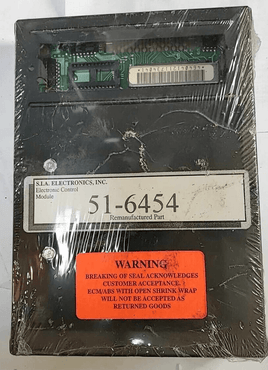 S.I.A. ELECTRONICS, INC.
Electronic Control
Module
51-6454
Remanufactured Part
WARNING
BREAKING OF SEAL ACKNOWLEDGES
CUSTOMER ACCEPTANCE.
ECM/ABS WITH OPEN SHRINK WRAP
WILL NOT BE ACCEPTED AS
RETURNED GOODS